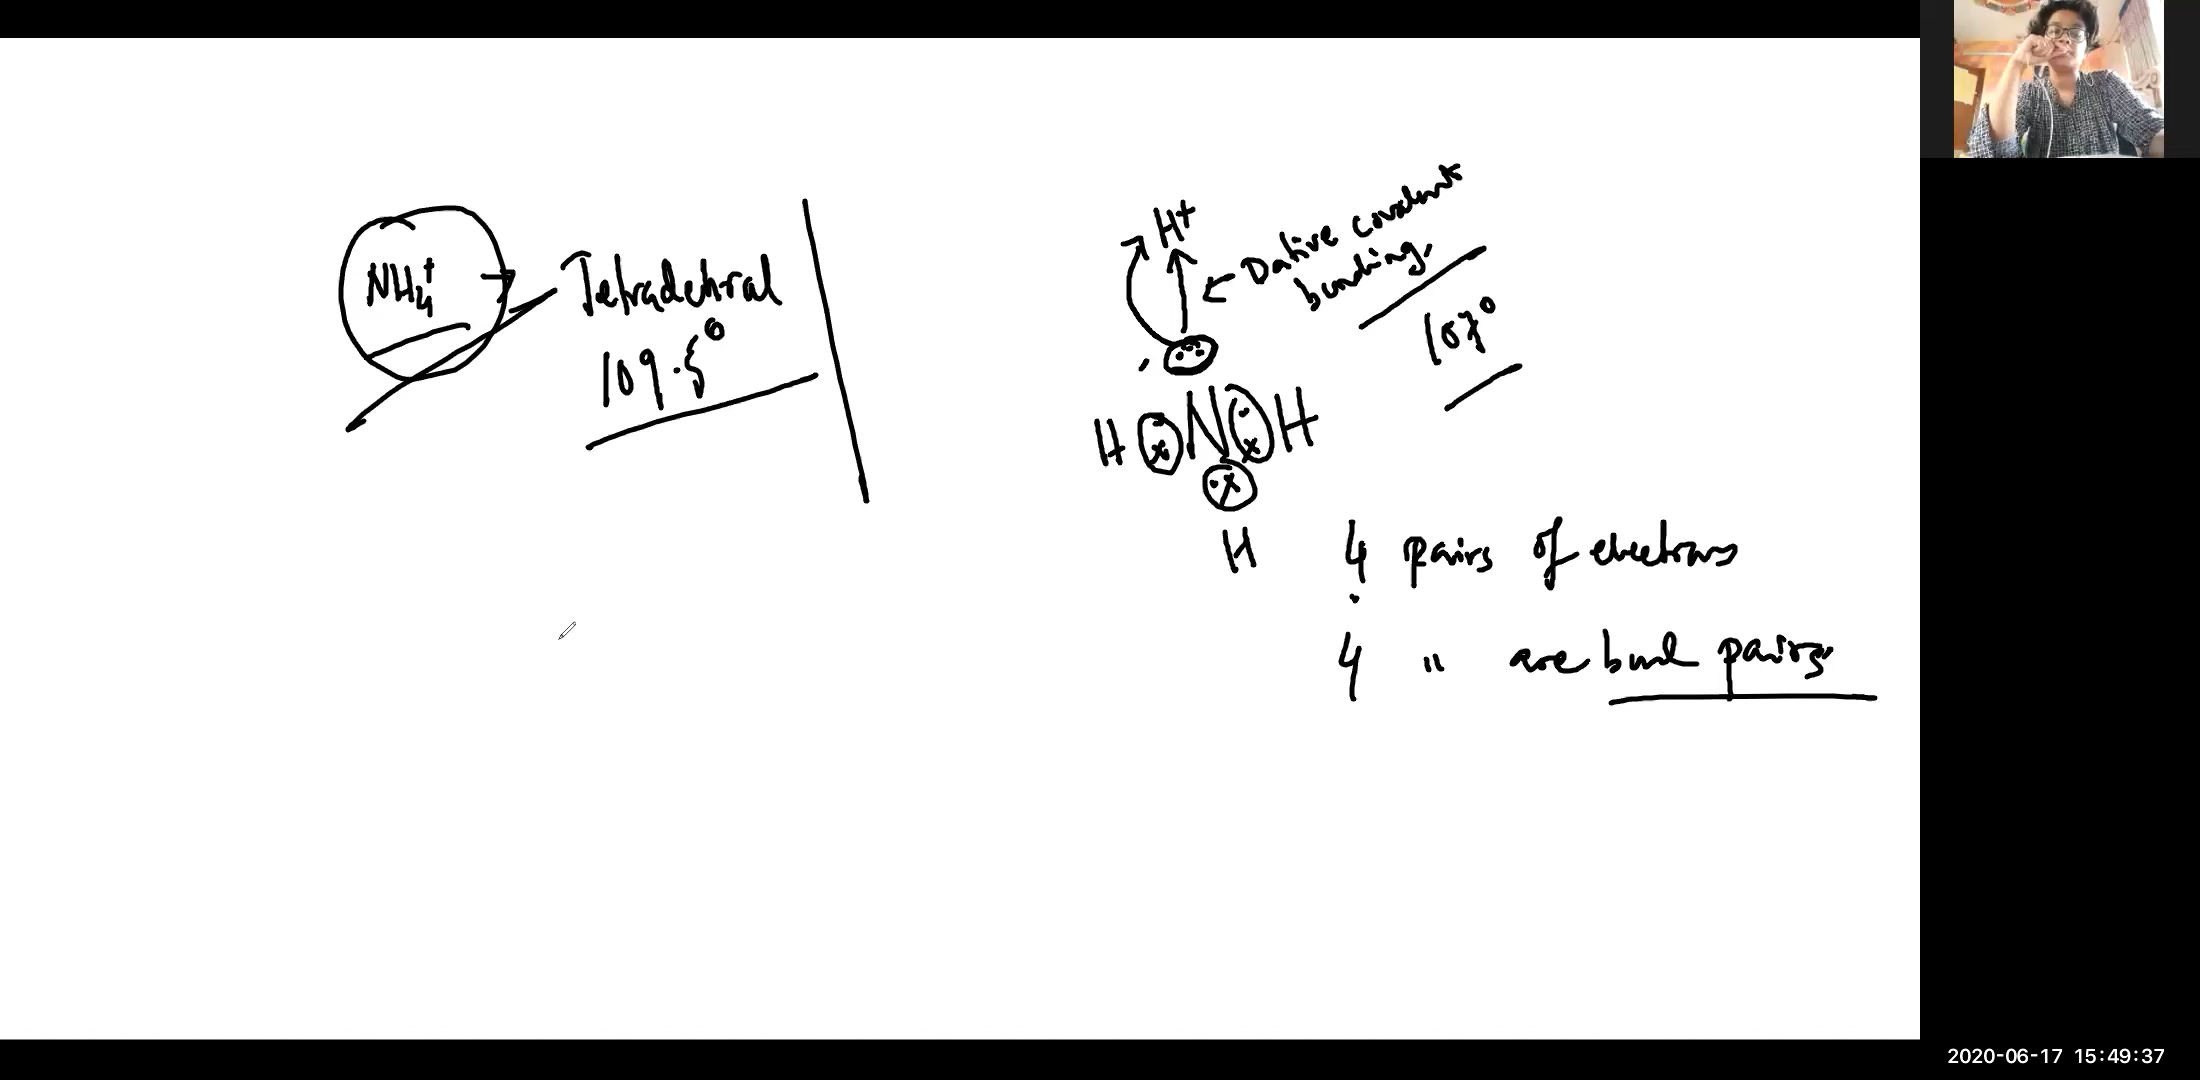 NH4+ → Tetradehral
109.5°
H+
← Dative covalent
bonding.
107°
H N H
H
4 pairs of electrons
4 " are bond pairs
2020-06-17 15:49:37